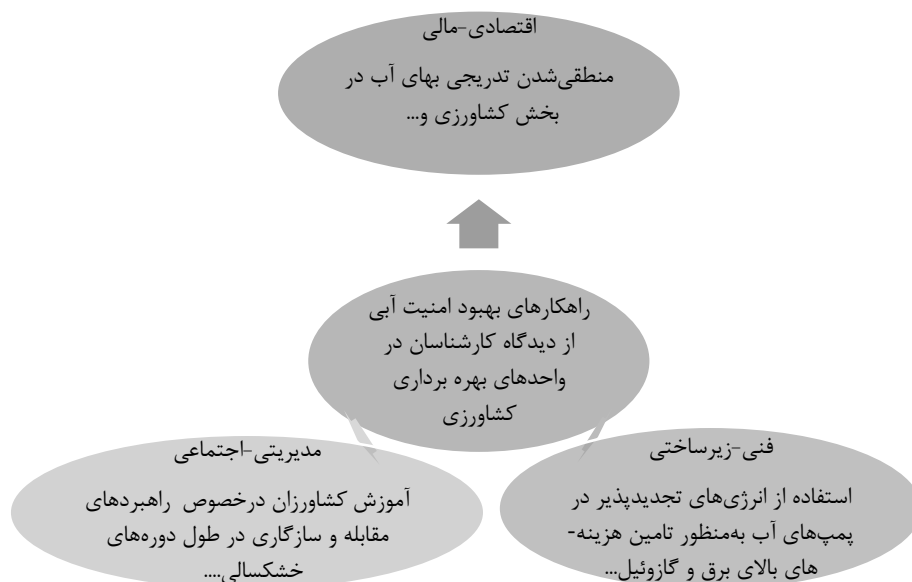 اقتصادی-مالی
منطقی‌شدن تدریجی بهای آب در
بخش کشاورزی و...
راهکارهای بهبود امنیت آبی
از دیدگاه کارشناسان در
واحدهای بهره برداری
کشاورزی
فنی-زیرساختی
استفاده از انرژی‌های تجدیدپذیر در
پمپ‌های آب به‌منظور تامین هزینه-
های بالای برق و گازوئیل...
مدیریتی-اجتماعی
آموزش کشاورزان درخصوص راهبردهای
مقابله و سازگاری در طول دوره‌های
خشکسالی....